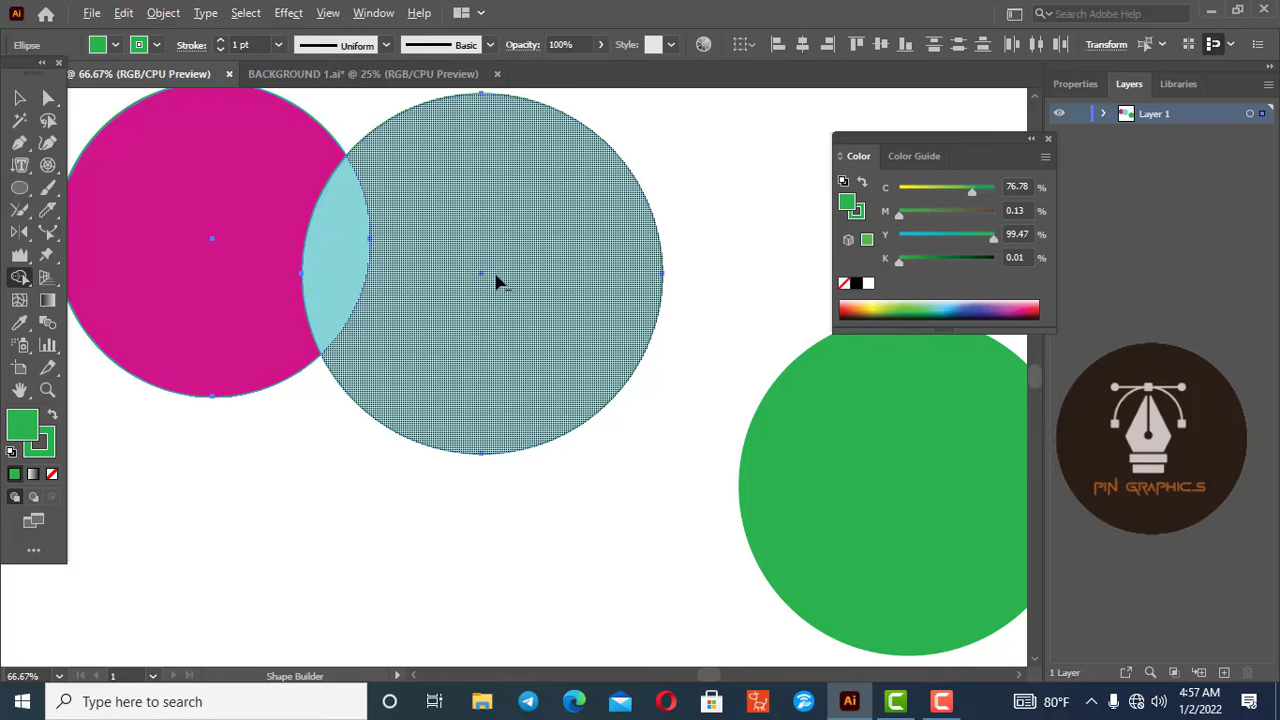 Ai File Edit Object Type Select Effect View Window Help
Search Adobe Help
Ellipse Stroke: 1 pt Uniform Basic Opacity: 100% Style: Transform
@ 66.67% (RGB/CPU Preview) × BACKGROUND 1.ai* @ 25% (RGB/CPU Preview) ×
Properties Layers Libraries
Layer 1
Color Color Guide
C 76.78 %
M 0.13 %
Y 99.47 %
K 0.01 %
PIN GRAPHICS
66.67% 1 Shape Builder
1 Layer
Type here to search
Ai
80°F
4:57 AM
1/2/2022